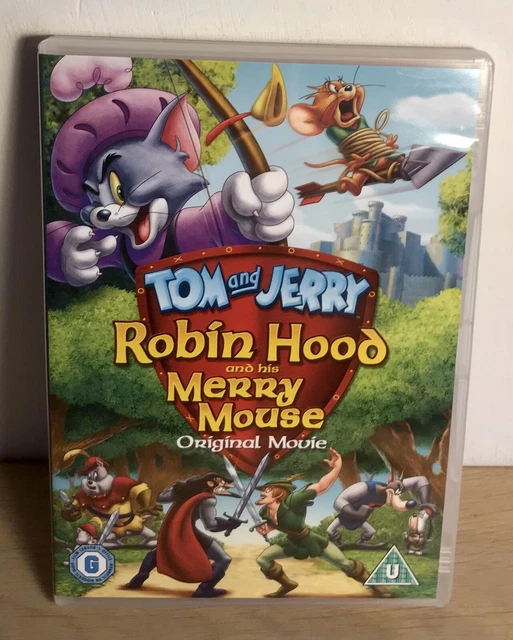 TOM and JERRY
Robin Hood
and his
Merry
Mouse
Original Movie
G
U